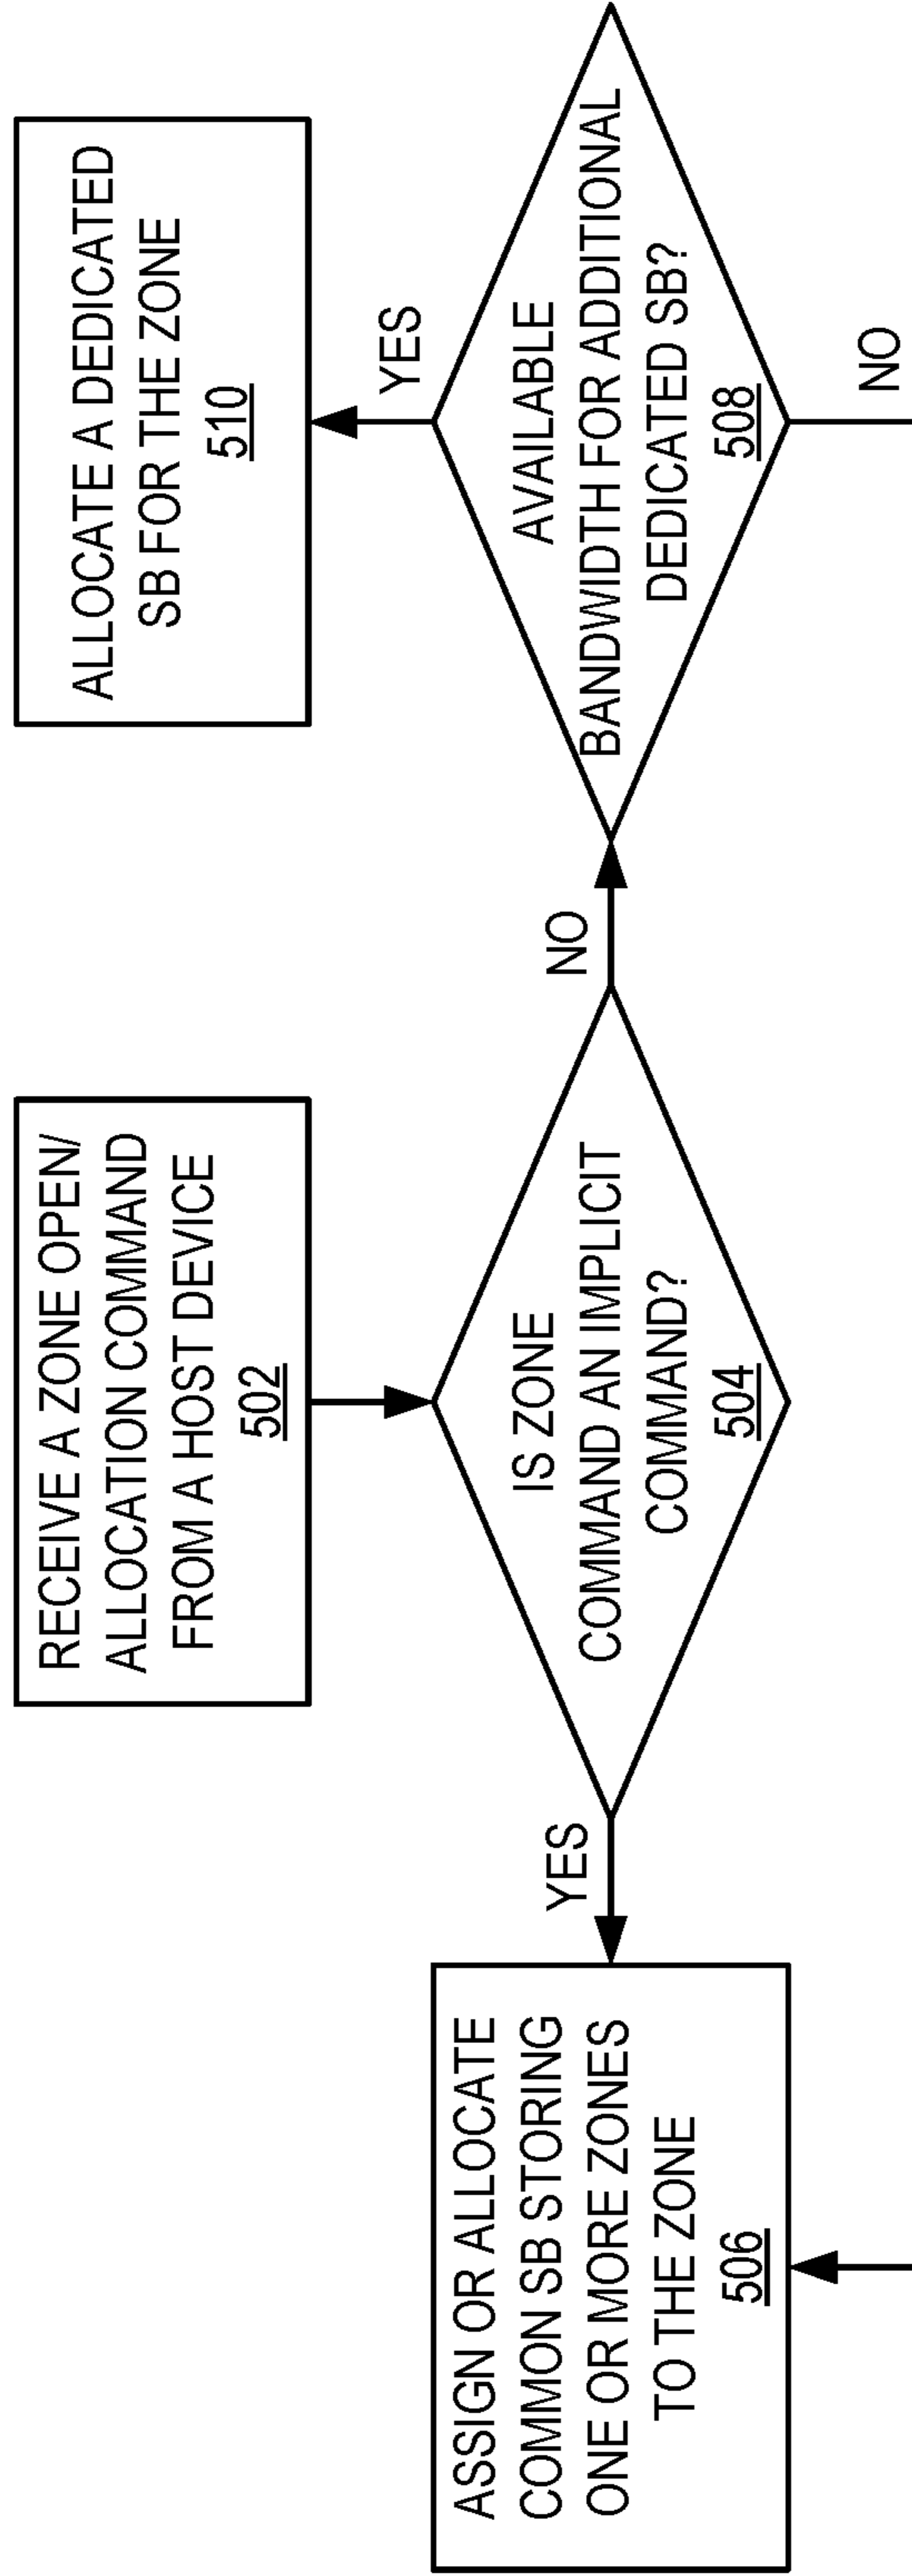 RECEIVE A ZONE OPEN/
ALLOCATION COMMAND
FROM A HOST DEVICE
502
IS ZONE
COMMAND AN IMPLICIT
COMMAND?
504
YES
NO
ASSIGN OR ALLOCATE
COMMON SB STORING
ONE OR MORE ZONES
TO THE ZONE
506
AVAILABLE
BANDWIDTH FOR ADDITIONAL
DEDICATED SB?
508
YES
NO
ALLOCATE A DEDICATED
SB FOR THE ZONE
510